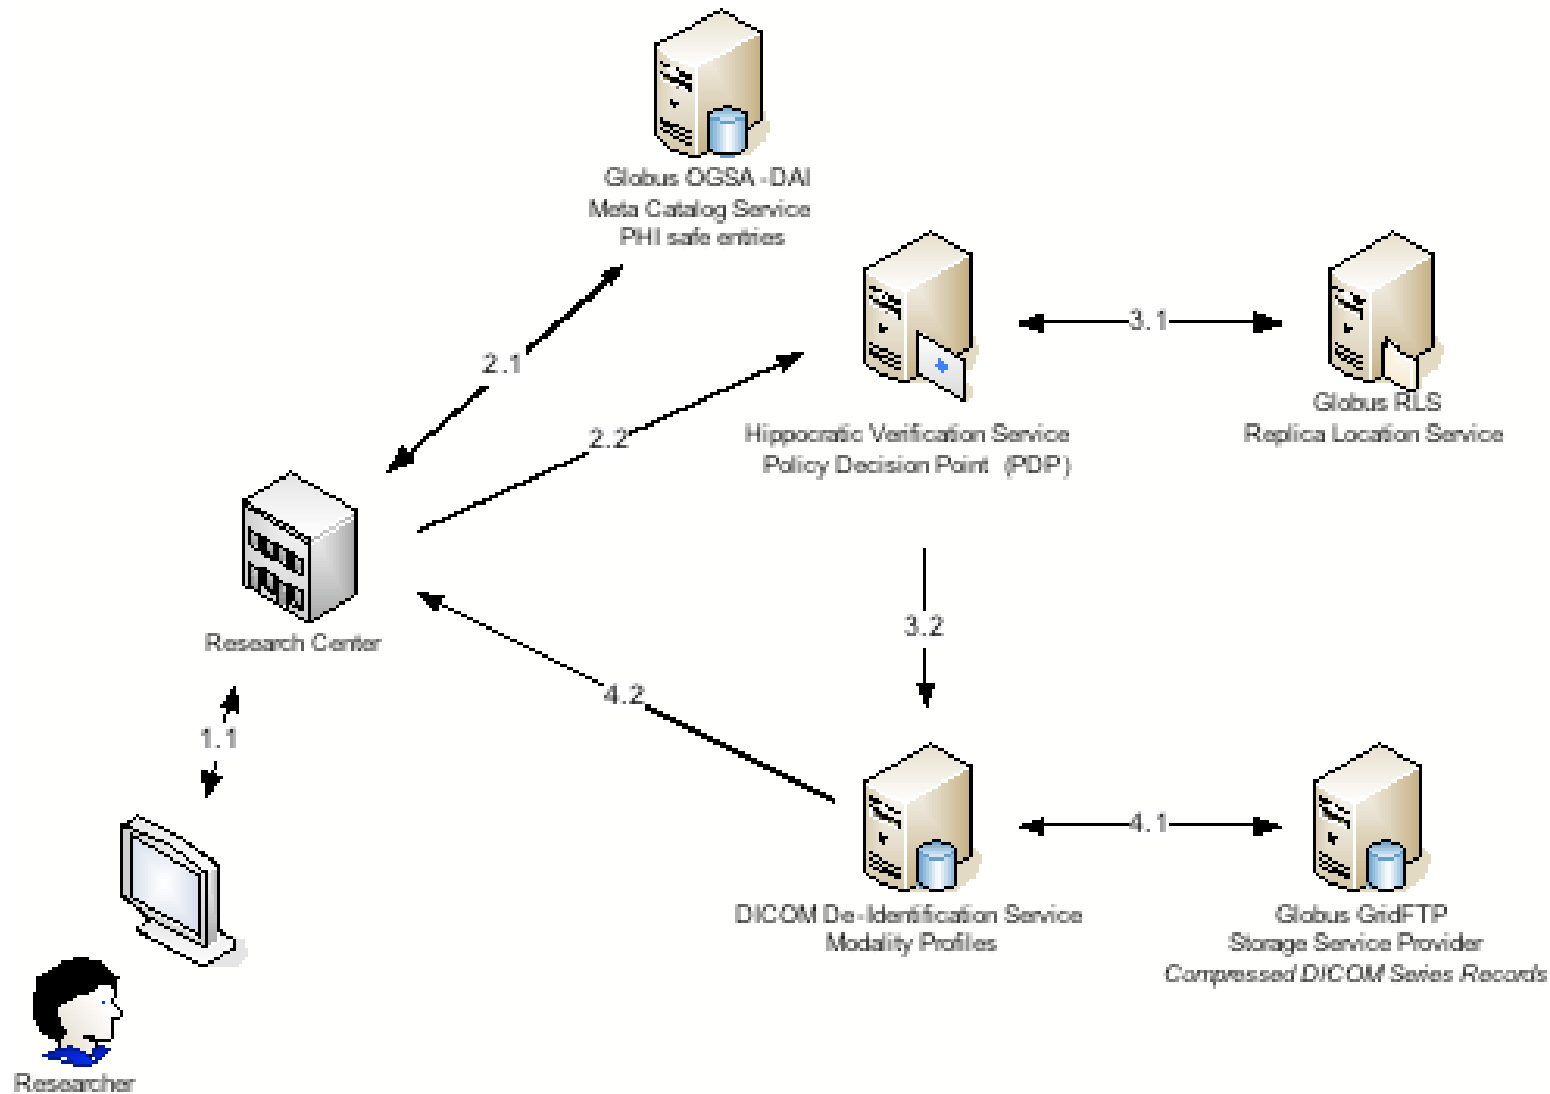 Globus OGSA-DAI
Meta Catalog Service
PHI safe entries
2.1
3.1
Globus RLS
Replica Location Service
2.2
Hippocratic Verification Service
Policy Decision Point (PDP)
Research Center
3.2
4.2
1.1
4.1
DICOM De-Identification Service
Modality Profiles
Globus GridFTP
Storage Service Provider
Compressed DICOM Series Records
Researcher